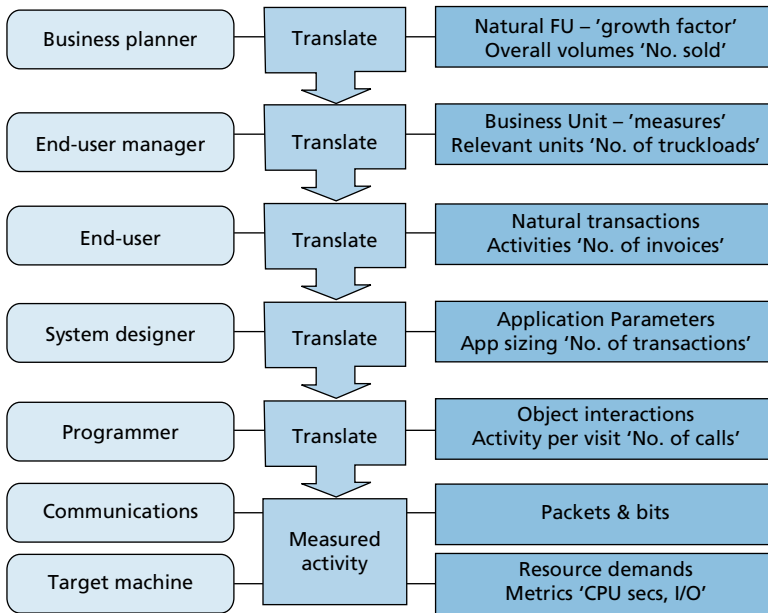 Business planner
Translate
Natural FU – ’growth factor’
Overall volumes ‘No. sold’
End-user manager
Translate
Business Unit – ’measures’
Relevant units ‘No. of truckloads’
End-user
Translate
Natural transactions
Activities ‘No. of invoices’
System designer
Translate
Application Parameters
App sizing ‘No. of transactions’
Programmer
Translate
Object interactions
Activity per visit ‘No. of calls’
Communications
Measured
activity
Packets & bits
Target machine
Resource demands
Metrics ‘CPU secs, I/O’